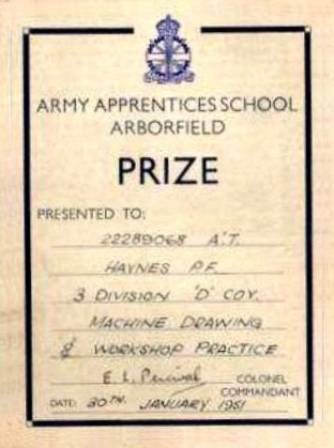 ARMY APPRENTICES SCHOOL
ARBORFIELD
PRIZE
PRESENTED TO:
22289068 A.T.
HAYNES P.F.
3 DIVISION 'D' COY.
MACHINE DRAWING
& WORKSHOP PRACTICE
E. L. Percival COLONEL
COMMANDANT
DATE: 30TH. JANUARY 1951